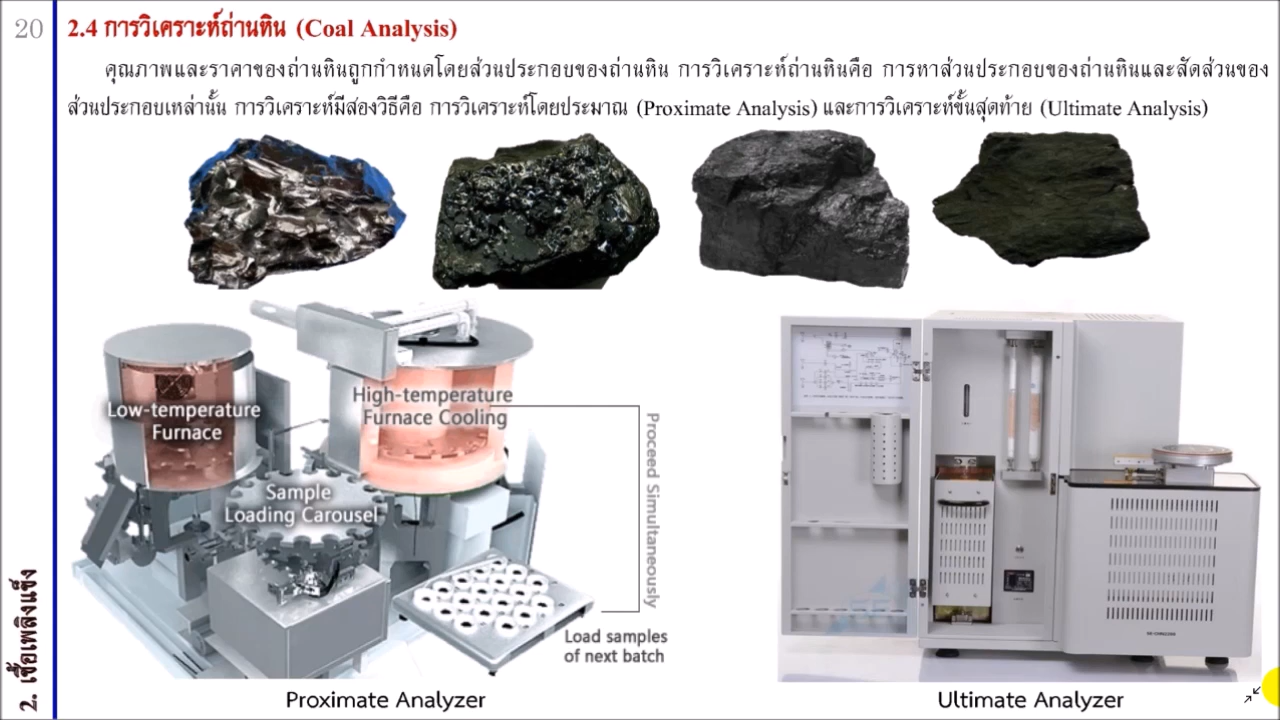 20
2.4 การวิเคราะห์ถ่านหิน (Coal Analysis)
คุณภาพและราคาของถ่านหินถูกกำหนดโดยส่วนประกอบของถ่านหิน การวิเคราะห์ถ่านหินคือ การหาส่วนประกอบของถ่านหินและสัดส่วนของ
ส่วนประกอบเหล่านั้น การวิเคราะห์มีสองวิธีคือ การวิเคราะห์โดยประมาณ (Proximate Analysis) และการวิเคราะห์ขั้นสุดท้าย (Ultimate Analysis)
Low-temperature
Furnace
High-temperature
Furnace Cooling
Sample
Loading Carousel
Proceed Simultaneously
Load samples
of next batch
Proximate Analyzer
Ultimate Analyzer
2. เชื้อเพลิงแข็ง